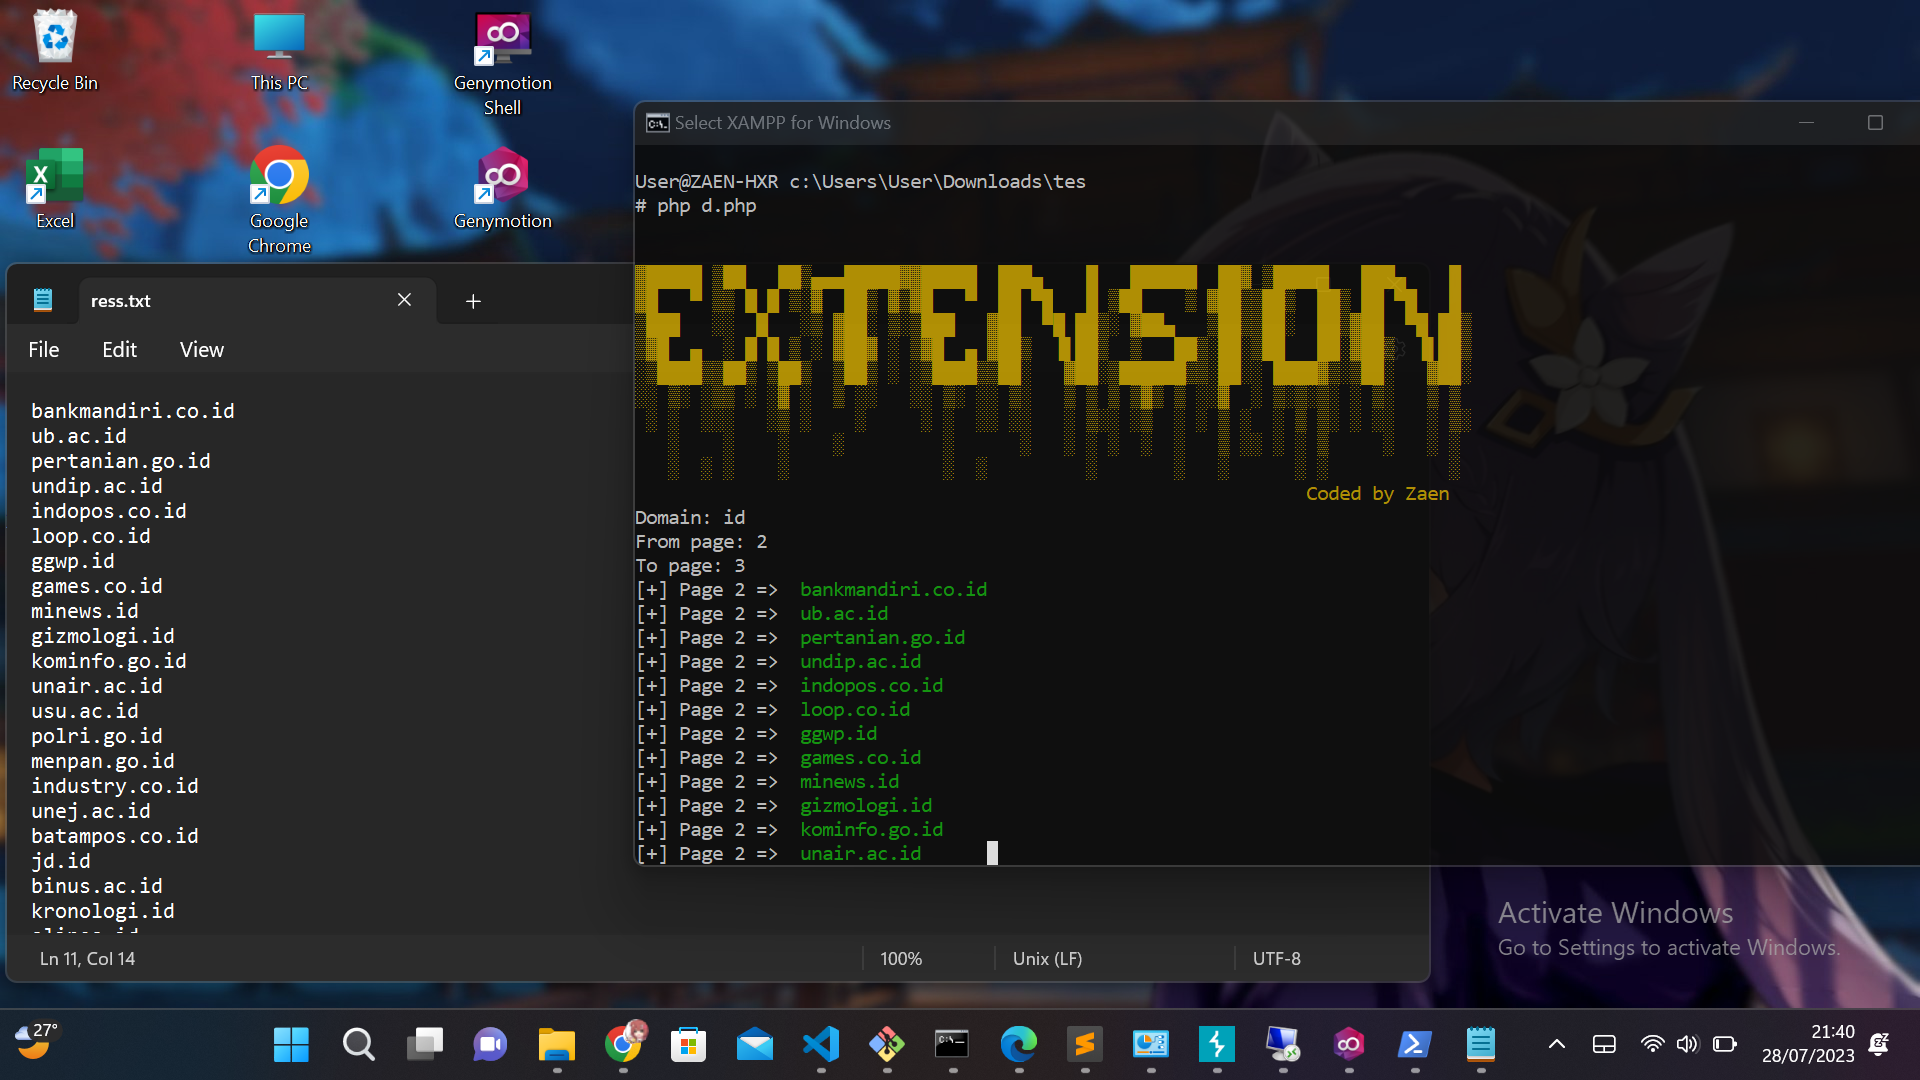 Recycle Bin
This PC
Genymotion
Shell
Excel
Google
Chrome
Genymotion
ress.txt
File Edit View
bankmandiri.co.id
ub.ac.id
pertanian.go.id
undip.ac.id
indopos.co.id
loop.co.id
ggwp.id
games.co.id
minews.id
gizmologi.id
kominfo.go.id
unair.ac.id
usu.ac.id
polri.go.id
menpan.go.id
industry.co.id
unej.ac.id
batampos.co.id
jd.id
binus.ac.id
kronologi.id
Ln 11, Col 14
100%
Unix (LF)
UTF-8
Select XAMPP for Windows
User@ZAEN-HXR c:\Users\User\Downloads\tes
# php d.php
EXTENSION
Coded by Zaen
Domain: id
From page: 2
To page: 3
[+] Page 2 => bankmandiri.co.id
[+] Page 2 => ub.ac.id
[+] Page 2 => pertanian.go.id
[+] Page 2 => undip.ac.id
[+] Page 2 => indopos.co.id
[+] Page 2 => loop.co.id
[+] Page 2 => ggwp.id
[+] Page 2 => games.co.id
[+] Page 2 => minews.id
[+] Page 2 => gizmologi.id
[+] Page 2 => kominfo.go.id
[+] Page 2 => unair.ac.id
Activate Windows
Go to Settings to activate Windows.
27°
21:40
28/07/2023